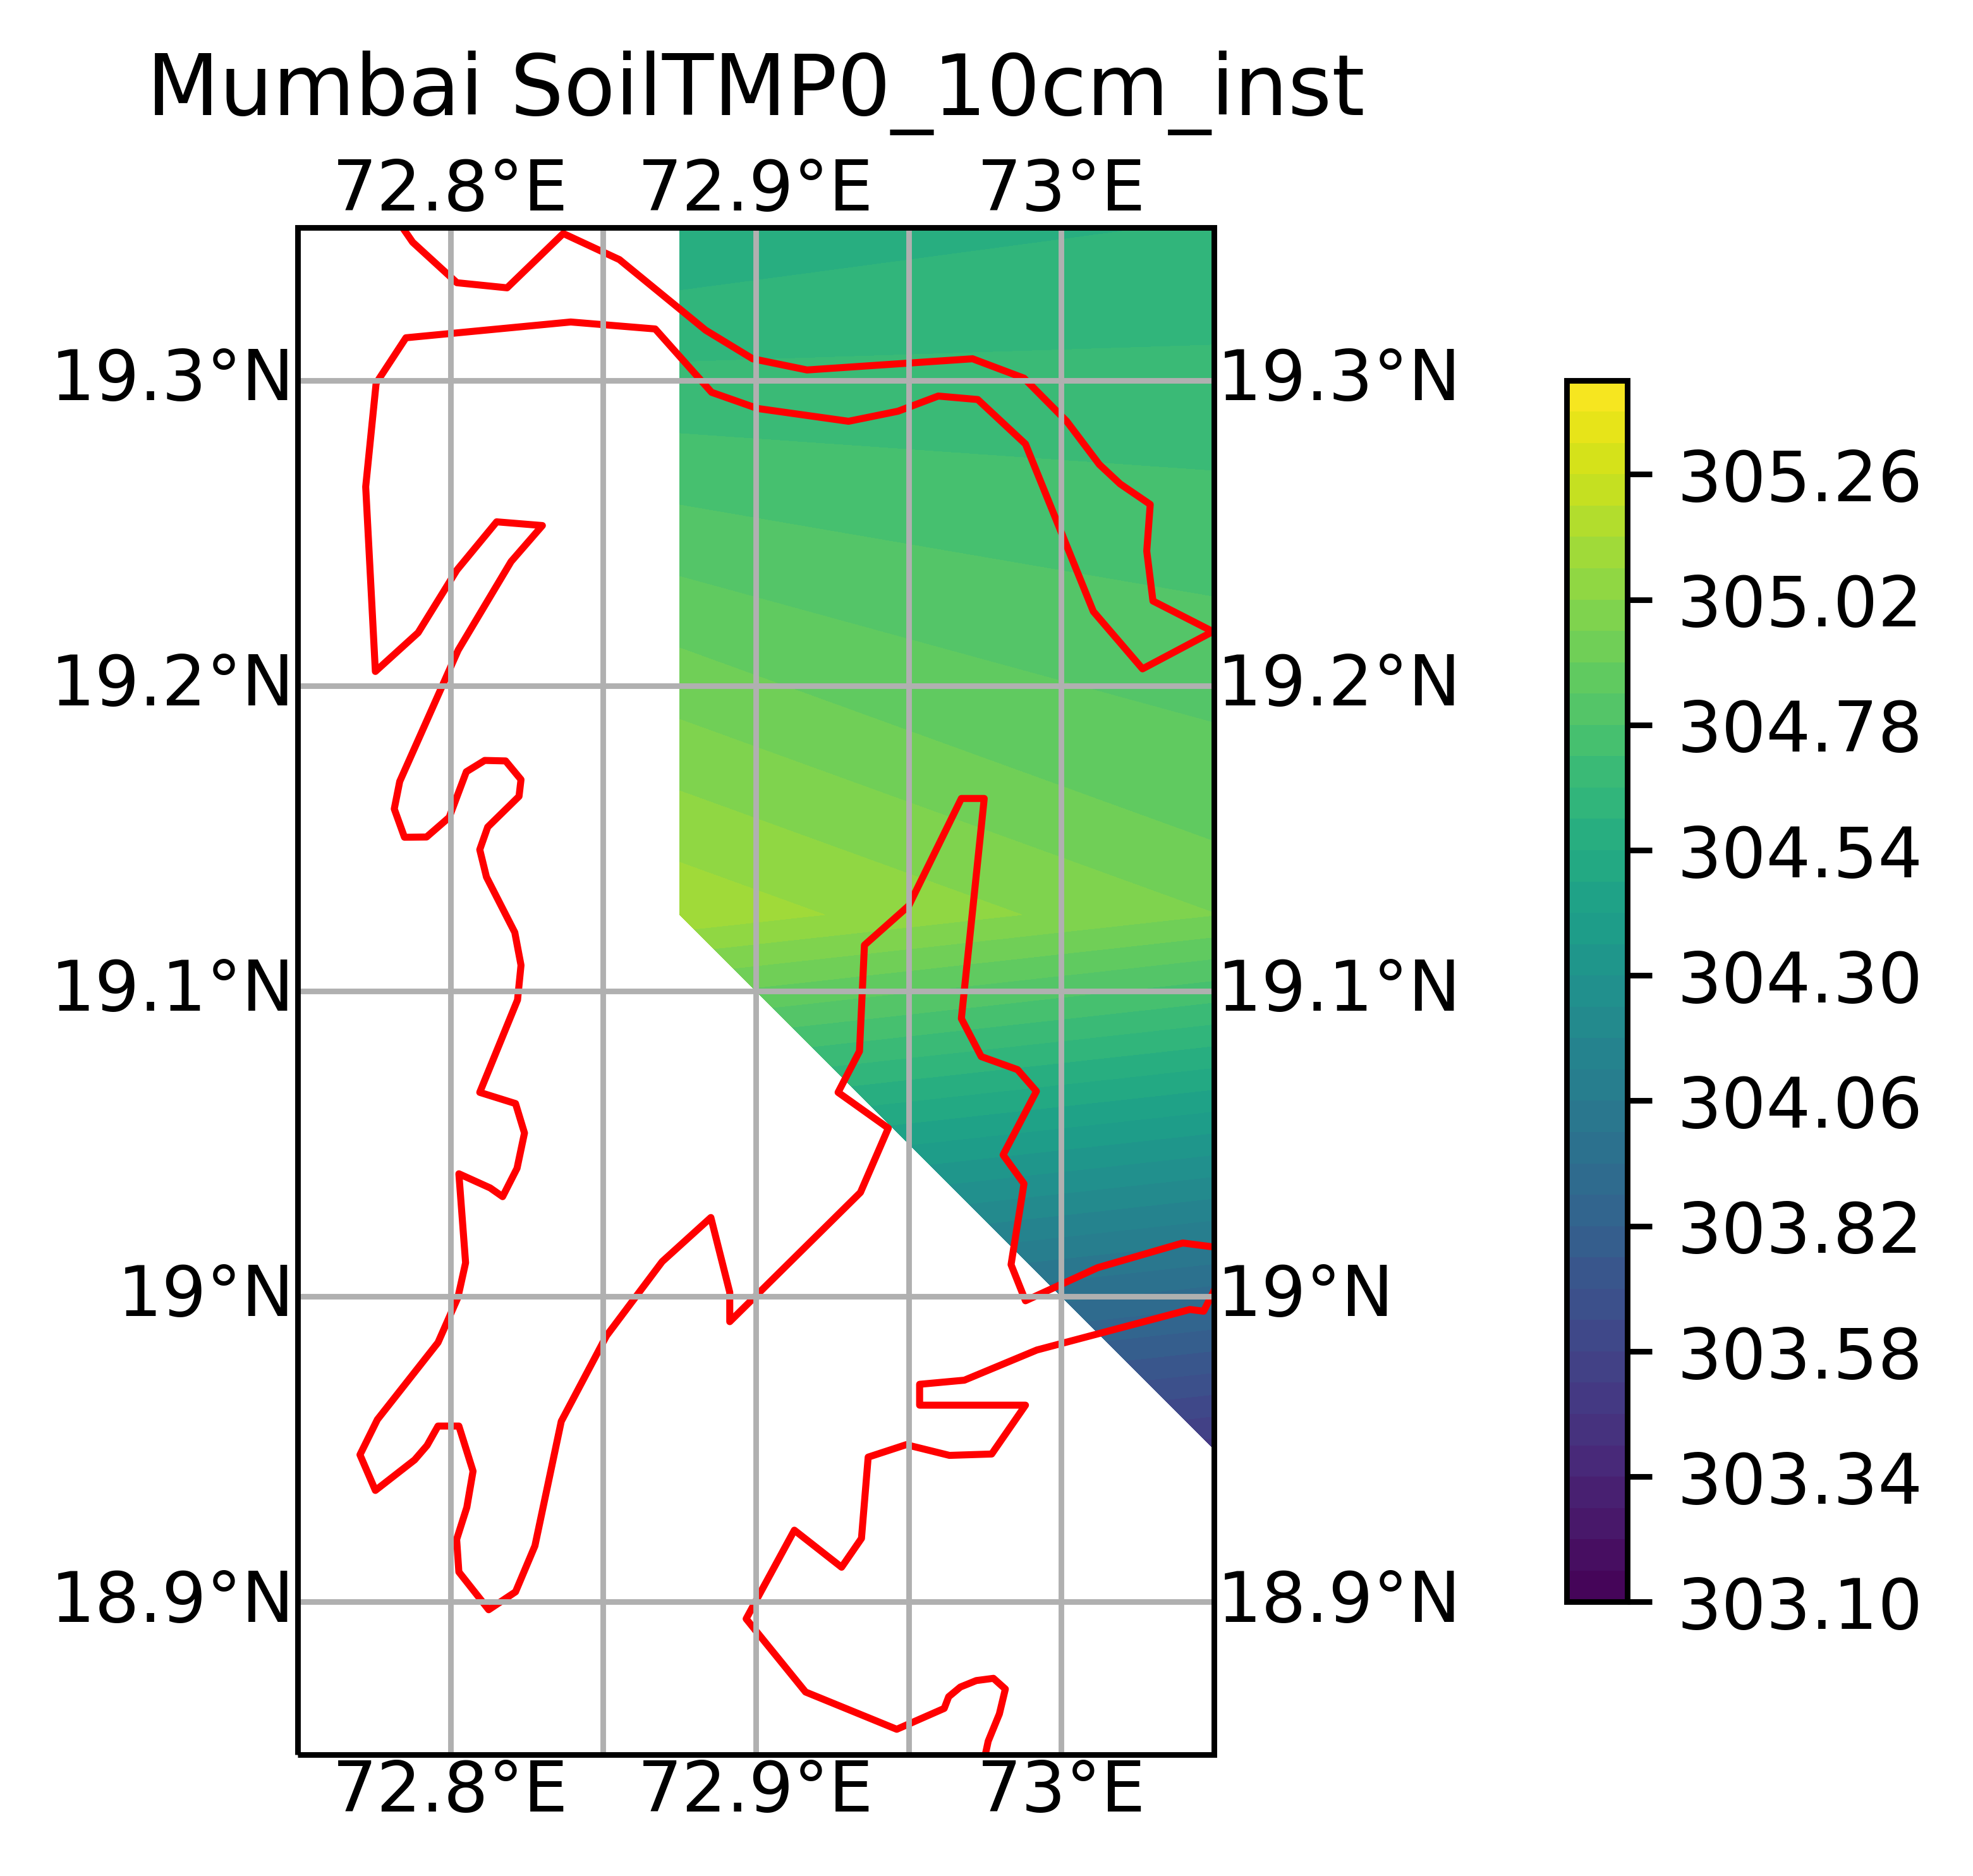 Mumbai SoilTMP0_10cm_inst
72.8°E 72.9°E 73°E
19.3°N 19.3°N
305.26
305.02
19.2°N 19.2°N
304.78
304.54
19.1°N 19.1°N
304.30
304.06
303.82
19°N 19°N
303.58
303.34
18.9°N 18.9°N
303.10
72.8°E 72.9°E 73°E